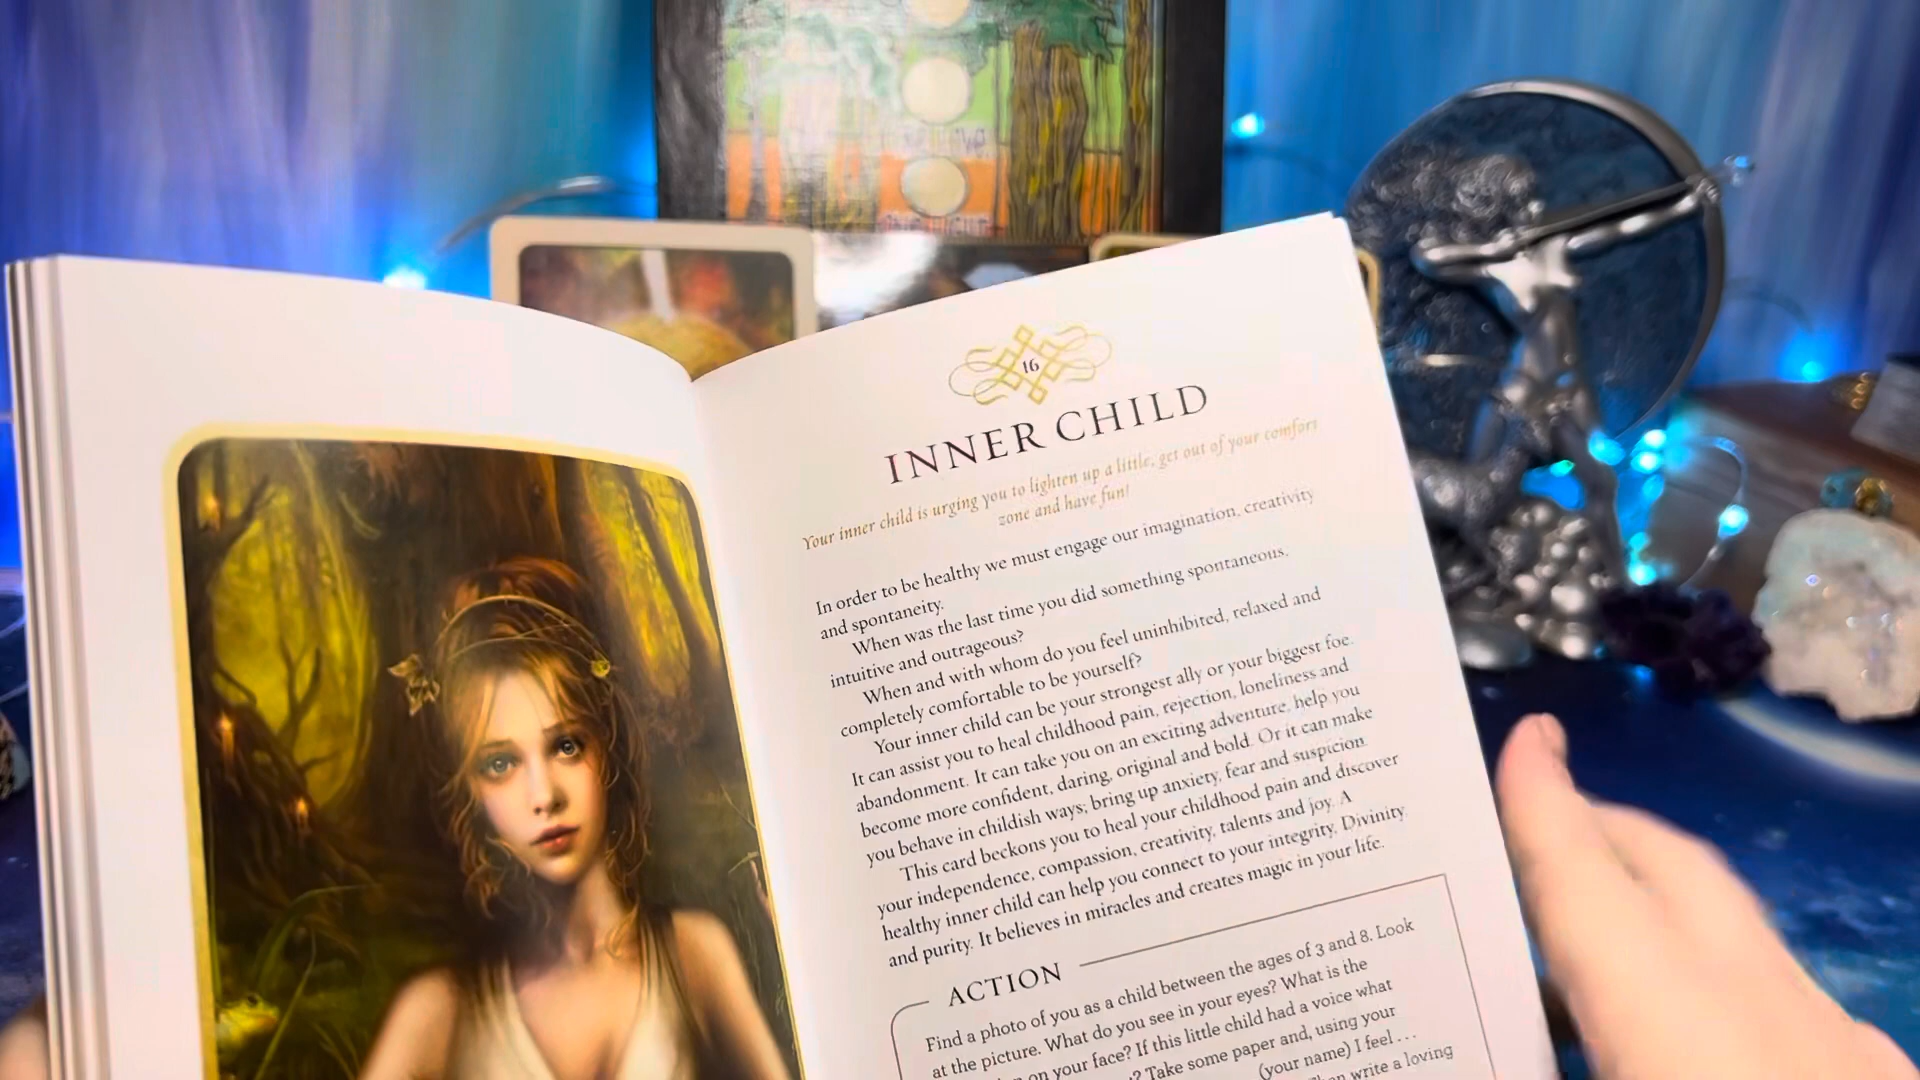 16
INNER CHILD
Your inner child is urging you to lighten up a little, get out of your comfort
zone and have fun!
In order to be healthy we must engage our imagination, creativity
and spontaneity.
When was the last time you did something spontaneous,
intuitive and outrageous?
When and with whom do you feel uninhibited, relaxed and
completely comfortable to be yourself?
Your inner child can be your strongest ally or your biggest foe.
It can assist you to heal childhood pain, rejection, loneliness and
abandonment. It can take you on an exciting adventure, help you
become more confident, daring, original and bold. Or it can make
you behave in childish ways; bring up anxiety, fear and suspicion.
This card beckons you to heal your childhood pain and discover
your independence, compassion, creativity, talents and joy. A
healthy inner child can help you connect to your integrity, Divinity
and purity. It believes in miracles and creates magic in your life.
ACTION
Find a photo of you as a child between the ages of 3 and 8. Look
at the picture. What do you see in your eyes? What is the
on your face? If this little child had a voice what
? Take some paper and, using your
(your name) I feel ...
write a loving